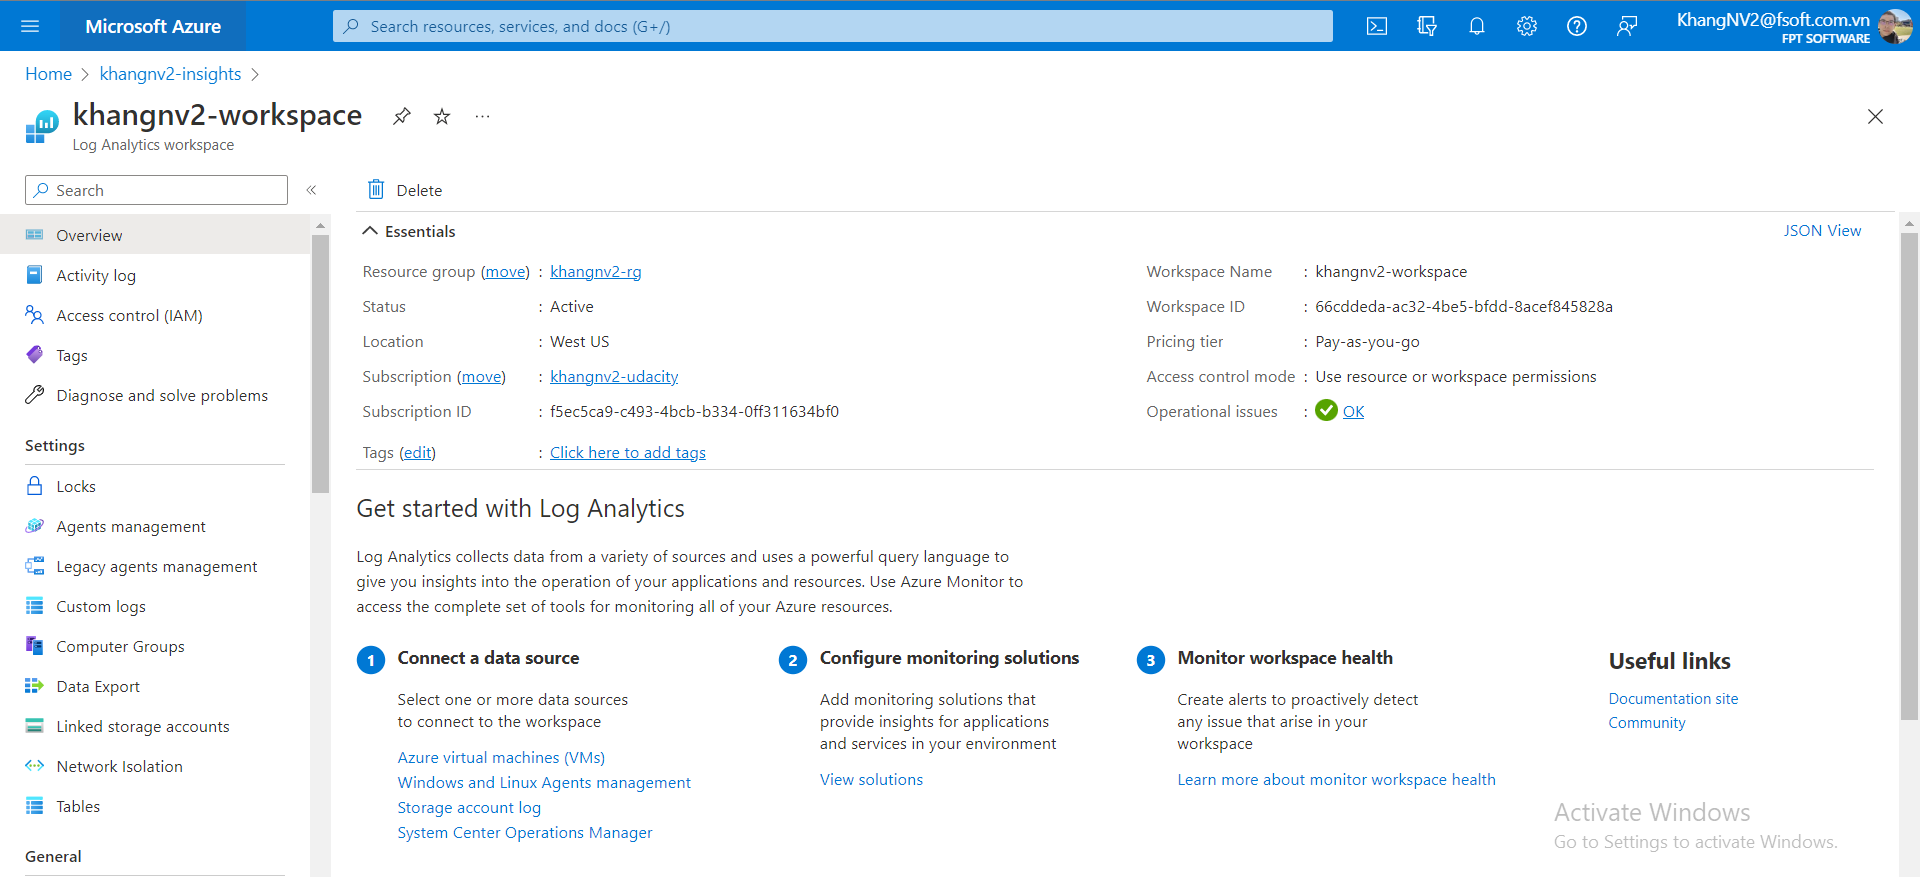 Microsoft Azure
Search resources, services, and docs (G+/)
KhangNV2@fsoft.com.vn
FPT SOFTWARE
Home > khangnv2-insights >
khangnv2-workspace
Log Analytics workspace
Search
«
Delete
Overview
Activity log
Access control (IAM)
Tags
Diagnose and solve problems
Settings
Locks
Agents management
Legacy agents management
Custom logs
Computer Groups
Data Export
Linked storage accounts
Network Isolation
Tables
General
Essentials
JSON View
Resource group (move) : khangnv2-rg
Status : Active
Location : West US
Subscription (move) : khangnv2-udacity
Subscription ID : f5ec5ca9-c493-4bcb-b334-0ff311634bf0
Tags (edit) : Click here to add tags
Workspace Name : khangnv2-workspace
Workspace ID : 66cddeda-ac32-4be5-bfdd-8acef845828a
Pricing tier : Pay-as-you-go
Access control mode : Use resource or workspace permissions
Operational issues : OK
Get started with Log Analytics
Log Analytics collects data from a variety of sources and uses a powerful query language to
give you insights into the operation of your applications and resources. Use Azure Monitor to
access the complete set of tools for monitoring all of your Azure resources.
1 Connect a data source
Select one or more data sources
to connect to the workspace
Azure virtual machines (VMs)
Windows and Linux Agents management
Storage account log
System Center Operations Manager
2 Configure monitoring solutions
Add monitoring solutions that
provide insights for applications
and services in your environment
View solutions
3 Monitor workspace health
Create alerts to proactively detect
any issue that arise in your
workspace
Learn more about monitor workspace health
Useful links
Documentation site
Community
Activate Windows
Go to Settings to activate Windows.